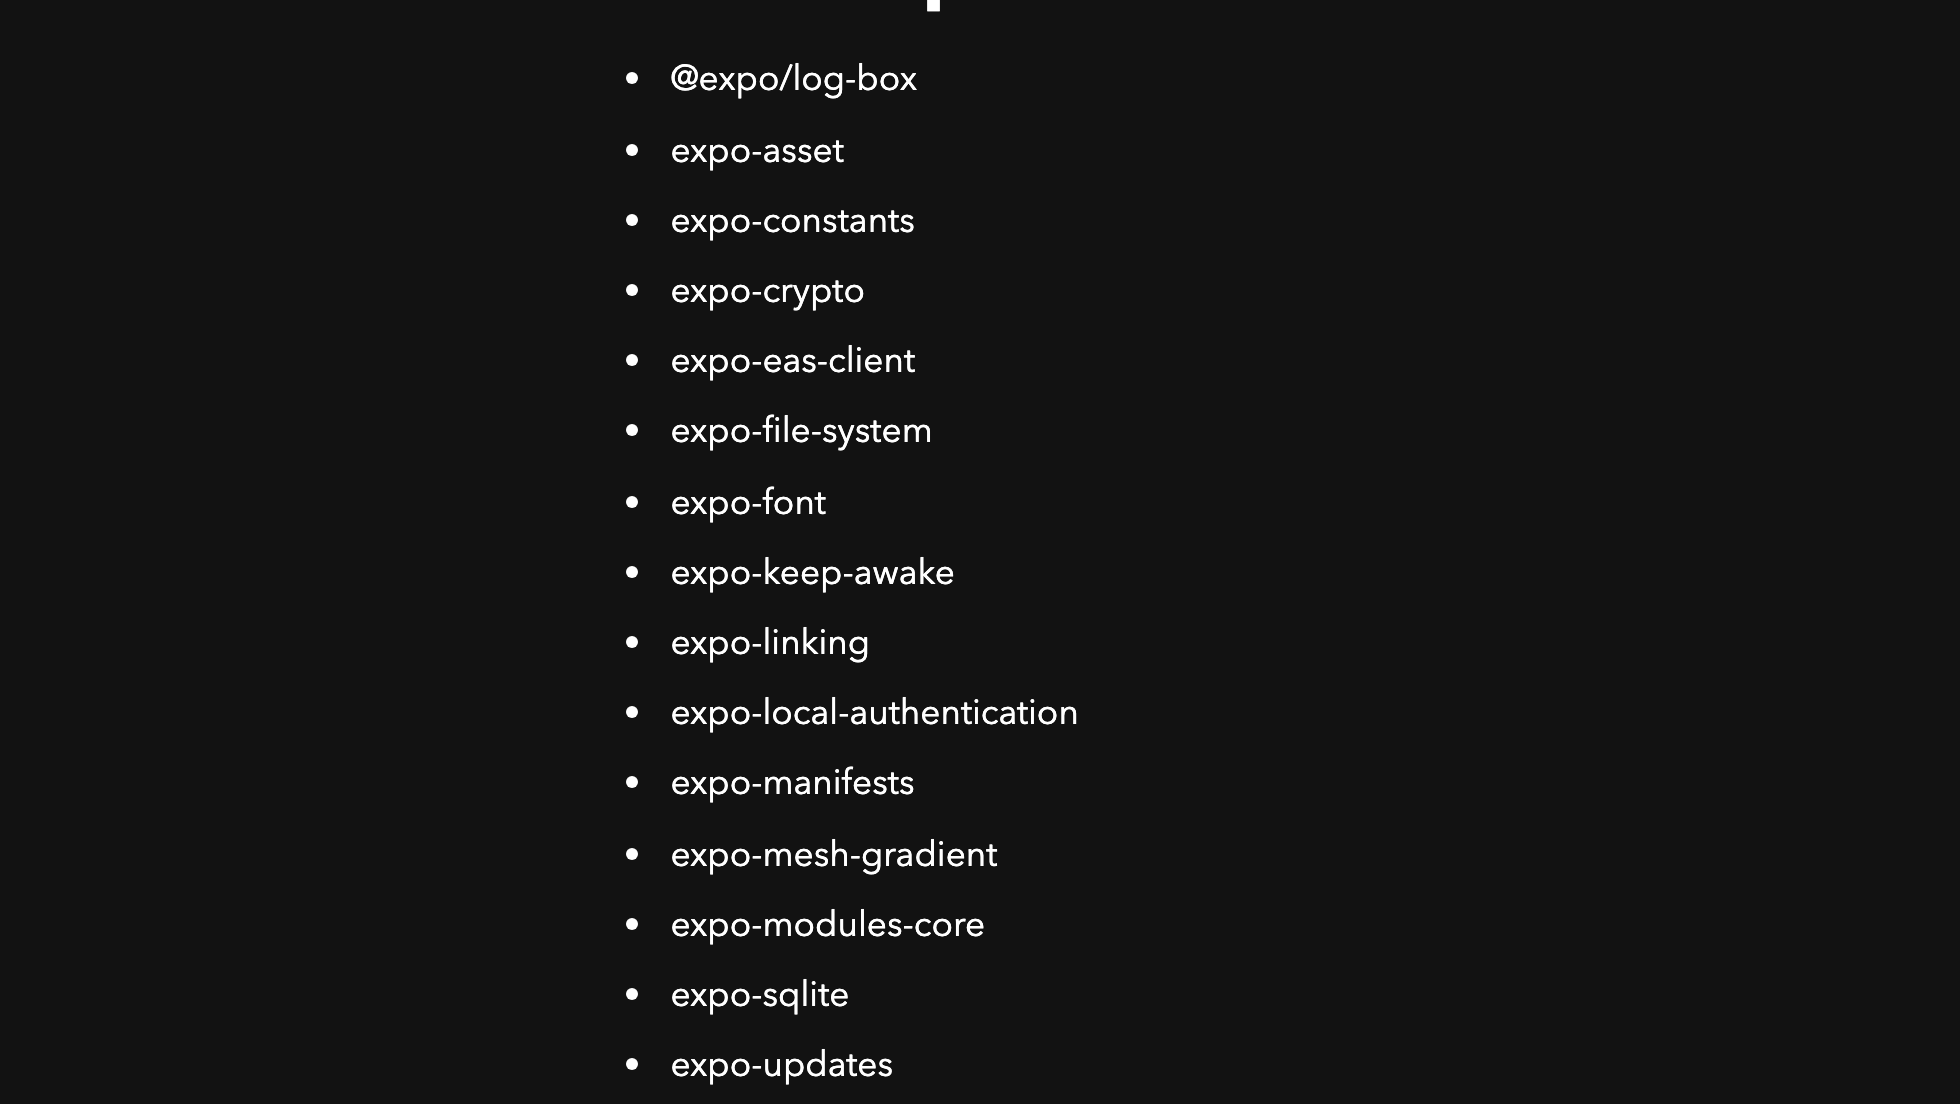 @expo/log-box
expo-asset
expo-constants
expo-crypto
expo-eas-client
expo-file-system
expo-font
expo-keep-awake
expo-linking
expo-local-authentication
expo-manifests
expo-mesh-gradient
expo-modules-core
expo-sqlite
expo-updates